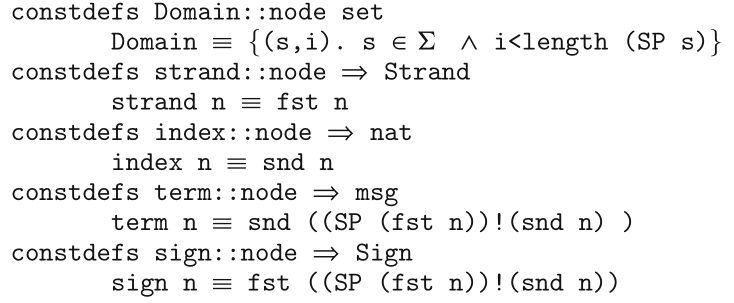 constdefs Domain::node set
Domain ≡ {(s,i). s ∈ Σ ∧ i<length (SP s)}
constdefs strand::node ⇒ Strand
strand n ≡ fst n
constdefs index::node ⇒ nat
index n ≡ snd n
constdefs term::node ⇒ msg
term n ≡ snd ((SP (fst n))!(snd n) )
constdefs sign::node ⇒ Sign
sign n ≡ fst ((SP (fst n))!(snd n))